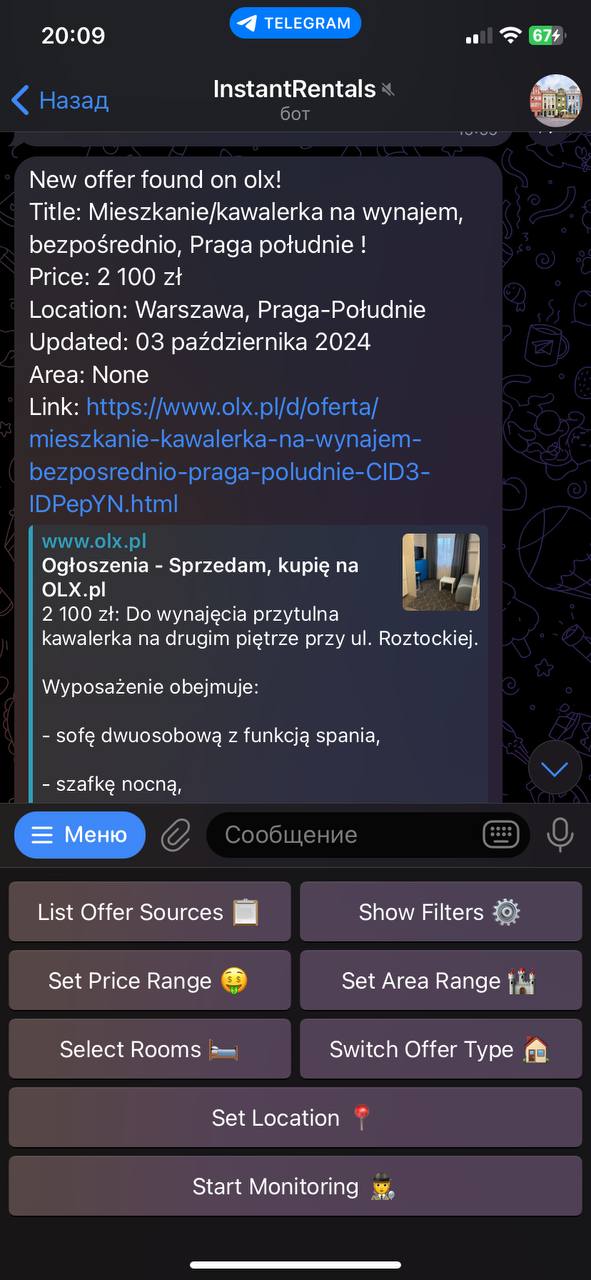 20:09
TELEGRAM
67
Назад
InstantRentals
бот
New offer found on olx!
Title: Mieszkanie/kawalerka na wynajem,
bezpośrednio, Praga południe !
Price: 2 100 zł
Location: Warszawa, Praga-Południe
Updated: 03 października 2024
Area: None
Link: https://www.olx.pl/d/oferta/
mieszkanie-kawalerka-na-wynajem-
bezposrednio-praga-poludnie-CID3-
IDPepYN.html
www.olx.pl
Ogłoszenia - Sprzedam, kupię na
OLX.pl
2 100 zł: Do wynajęcia przytulna
kawalerka na drugim piętrze przy ul. Roztockiej.
Wyposażenie obejmuje:
- sofę dwuosobową z funkcją spania,
- szafkę nocną,
Меню
Сообщение
List Offer Sources 📋
Show Filters ⚙️
Set Price Range 🤑
Set Area Range 🏰
Select Rooms 🛏️
Switch Offer Type 🏠
Set Location 📍
Start Monitoring 🕵️